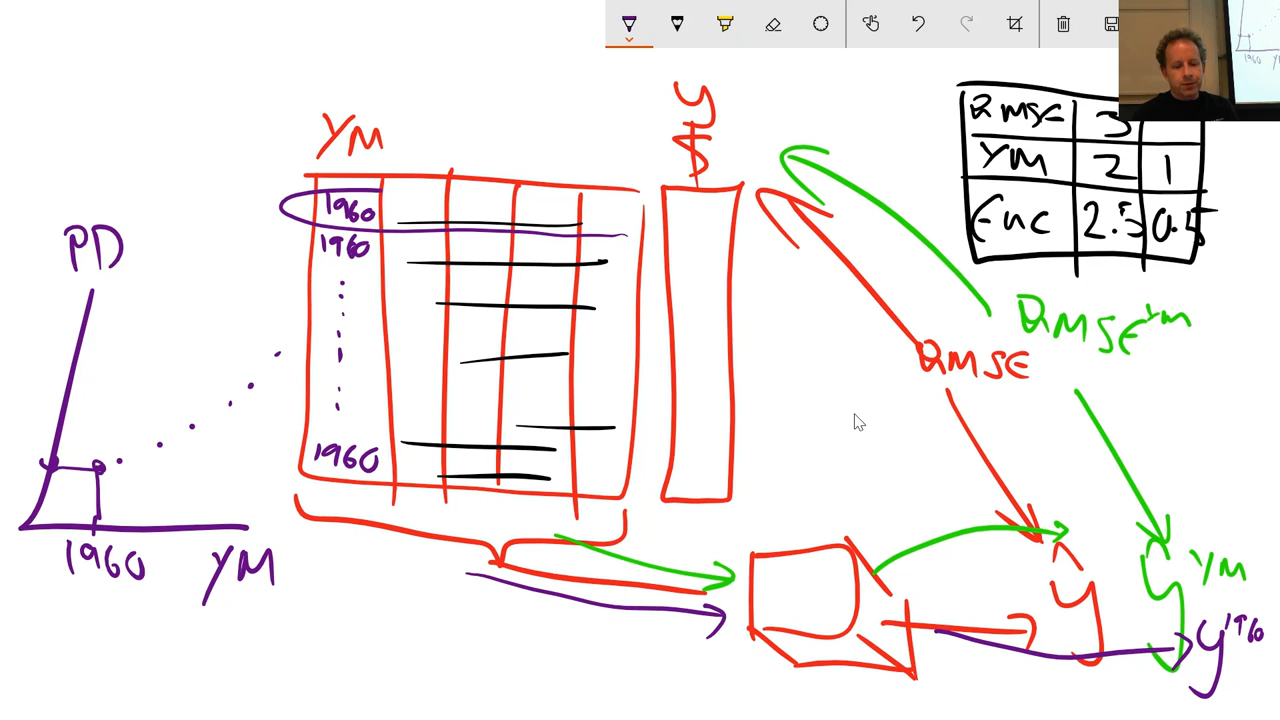 YM
$ y
1960
1960
1960
PD
1960
YM
RMSE 3
YM 2 1
Enc 2.5 0.5
RMSE YM
RMSE
ŷ
ŷ YM
y 1960